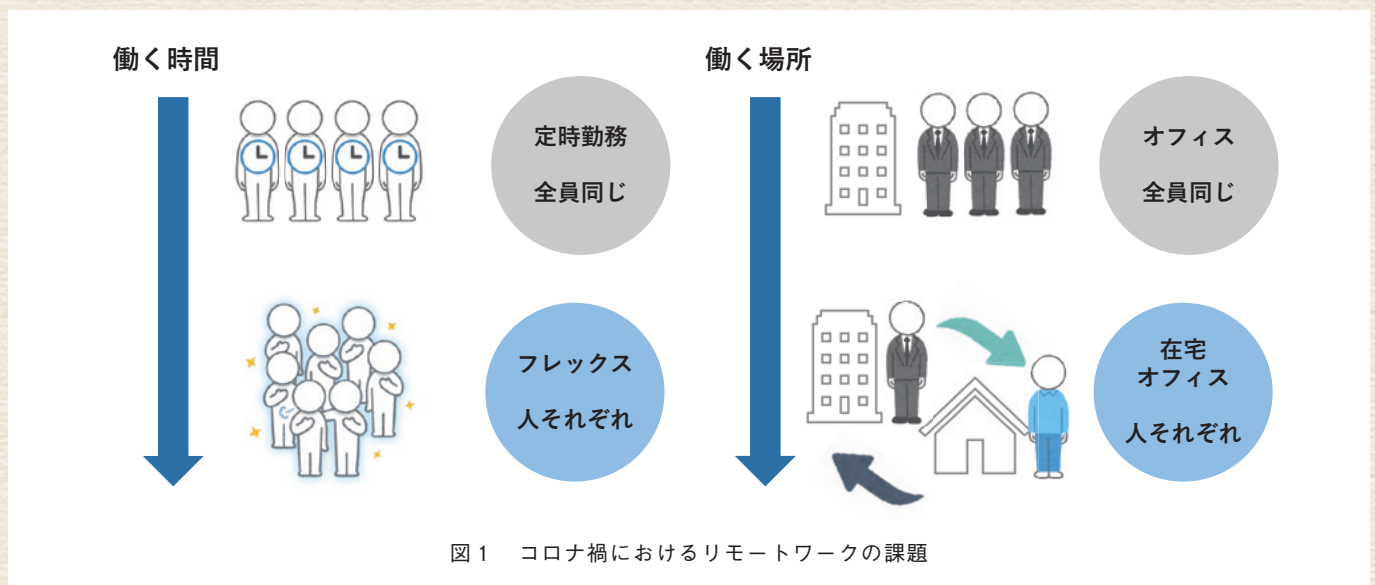 働く時間
定時勤務
全員同じ
フレックス
人それぞれ
働く場所
オフィス
全員同じ
在宅
オフィス
人それぞれ
図1 コロナ禍におけるリモートワークの課題